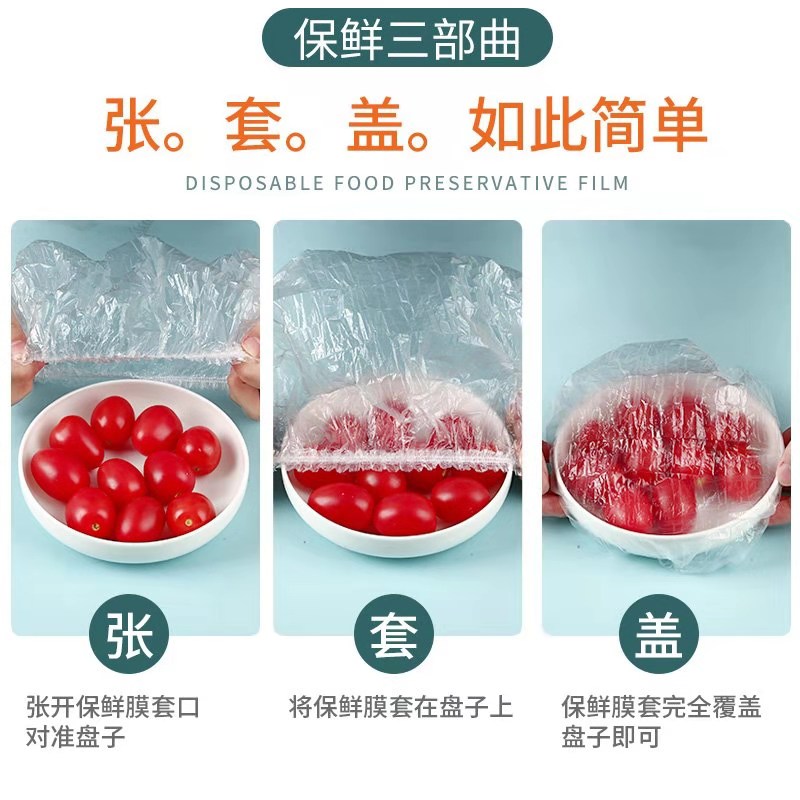 保鲜三部曲
张。套。盖。如此简单
DISPOSABLE FOOD PRESERVATIVE FILM
张
套
盖
张开保鲜膜套口
对准盘子
将保鲜膜套在盘子上
保鲜膜套完全覆盖
盘子即可